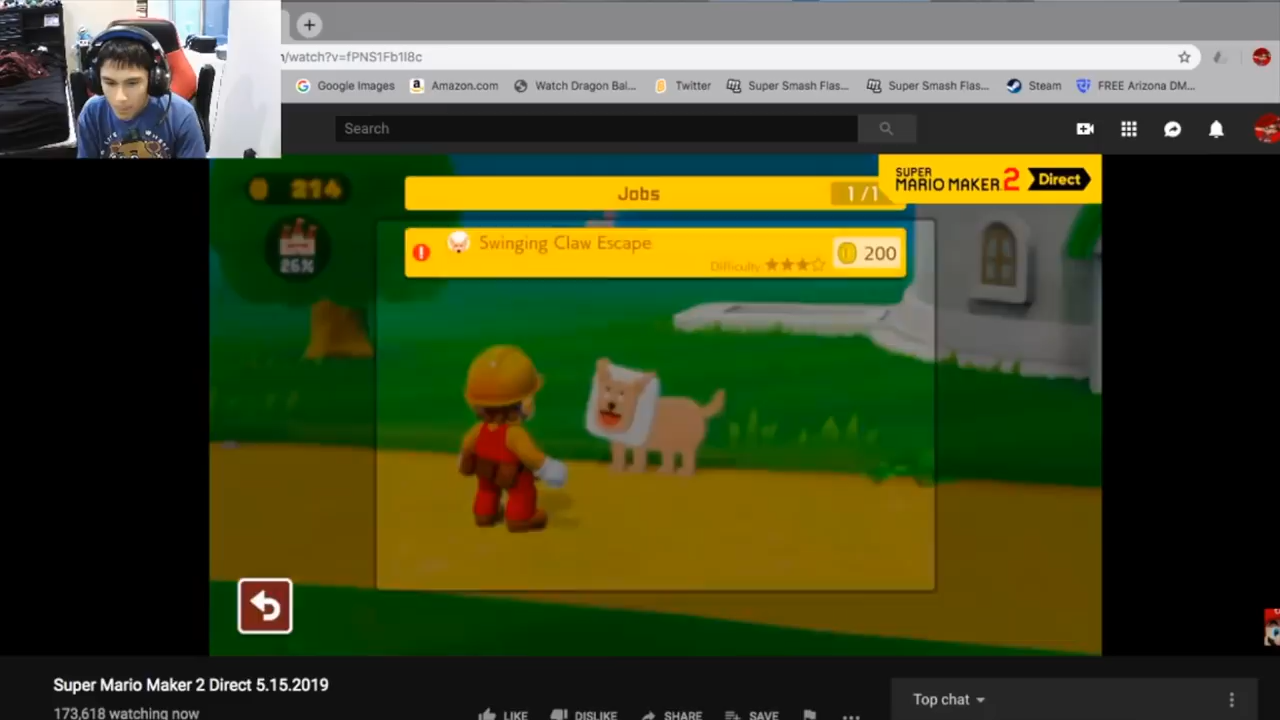 +
n/watch?v=fPNS1Fb1l8c
Google Images
Amazon.com
Watch Dragon Bal...
Twitter
Super Smash Flas...
Super Smash Flas...
Steam
FREE Arizona DM...
Search
214
26%
Jobs
1/1
SUPER
MARIO MAKER 2
Direct
Swinging Claw Escape
Difficulty ★★★☆
200
Super Mario Maker 2 Direct 5.15.2019
173,618 watching now
LIKE
DISLIKE
SHARE
SAVE
Top chat